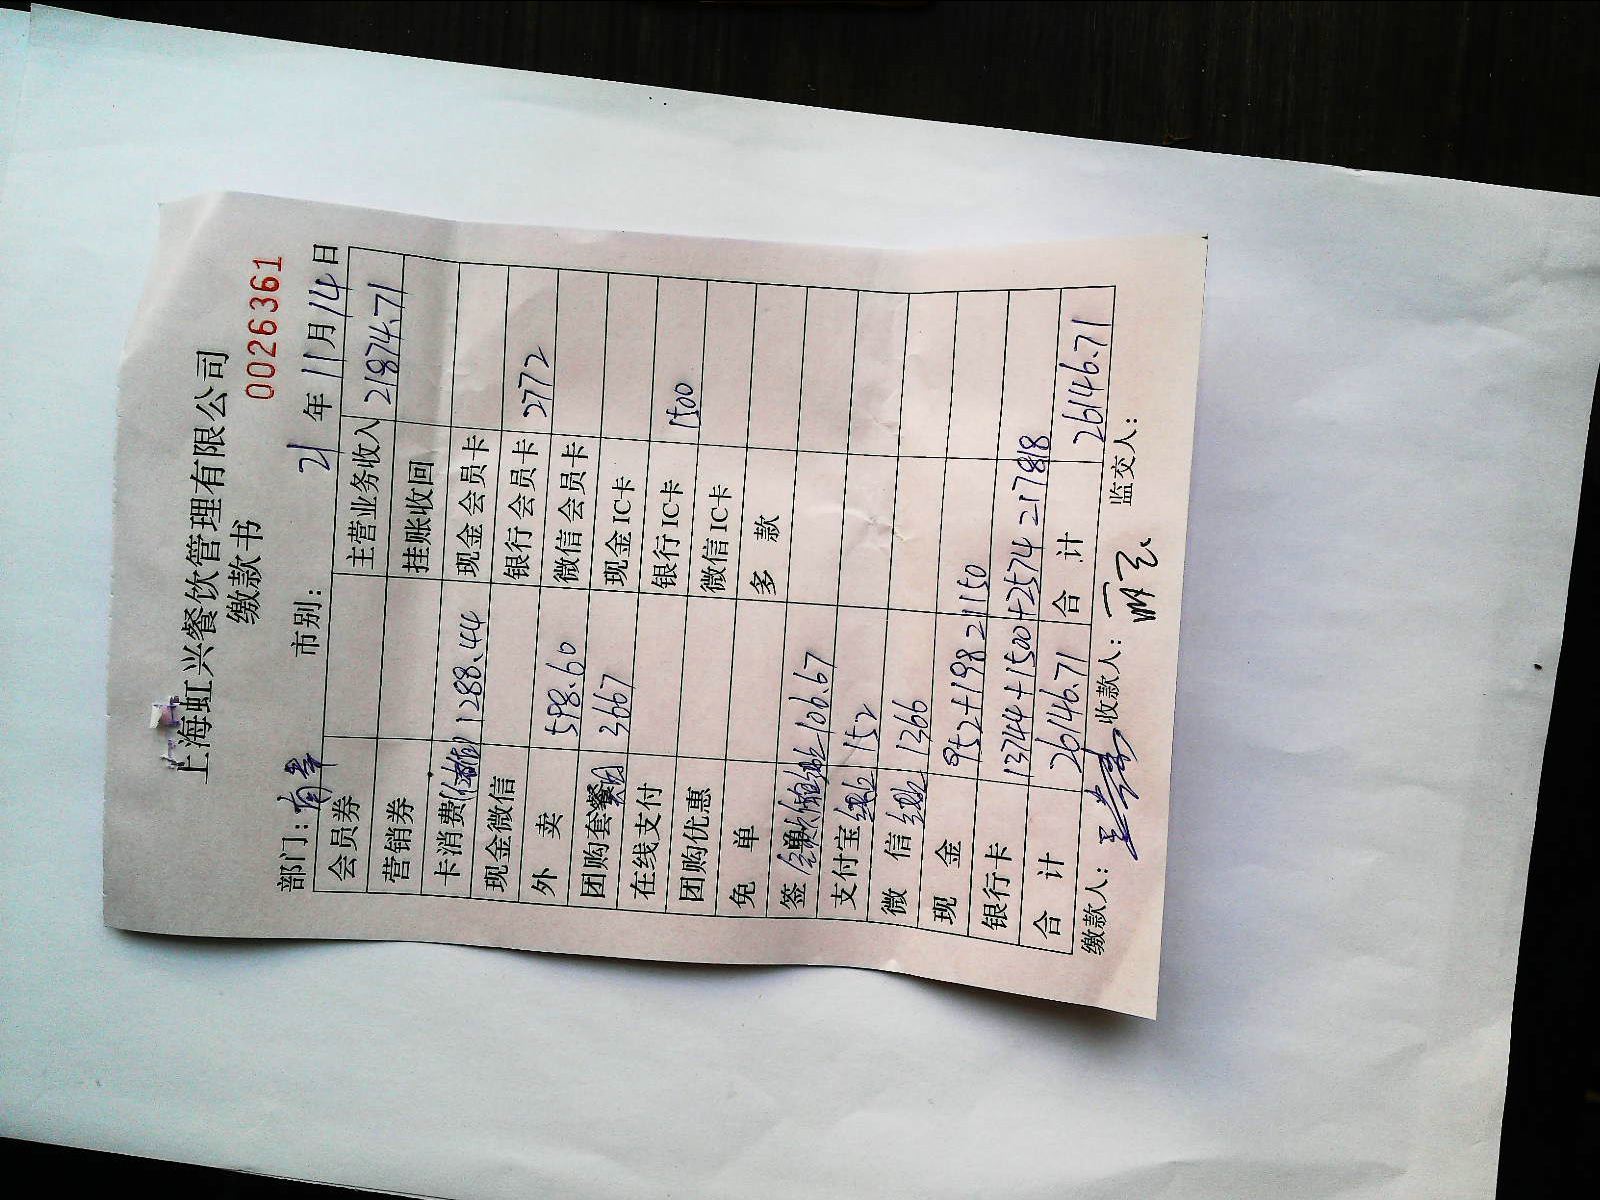 上海虹兴餐饮管理有限公司
缴款书
0026361
部门: 市别: 21 年 11 月 14 日
会员券 主营业务收入 21874.71
营销券 挂账收回
卡消费 1288.44 现金会员卡
现金微信 银行会员卡 2772
外 卖 598.60 微信会员卡
团购套餐 3667 现金IC卡
在线支付 银行IC卡 1500
团购优惠 微信IC卡
免 单 多 款
签单 106.67
支付宝 152
微 信 1366
现 金 952+198=1150
银行卡 13744+1500+2574=17818
合 计 26146.71 合 计 26146.71
缴款人: 收款人: 监交人: